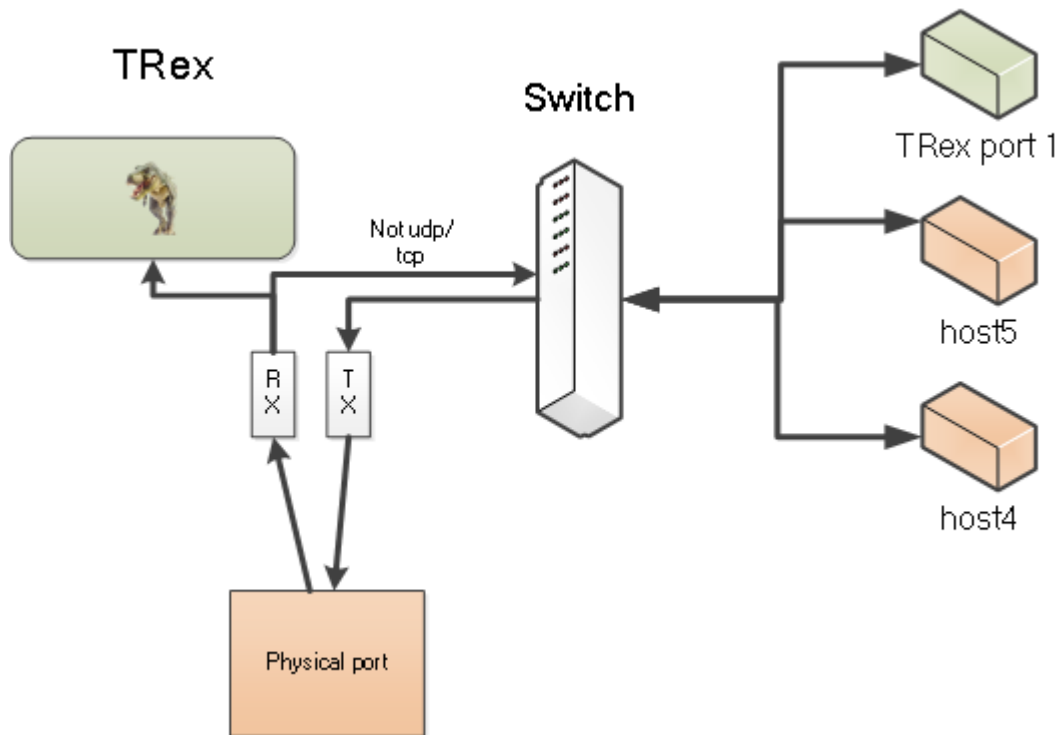 TRex
Switch
TRex port 1
Not udp/
tcp
host5
R
X
T
X
host4
Physical port